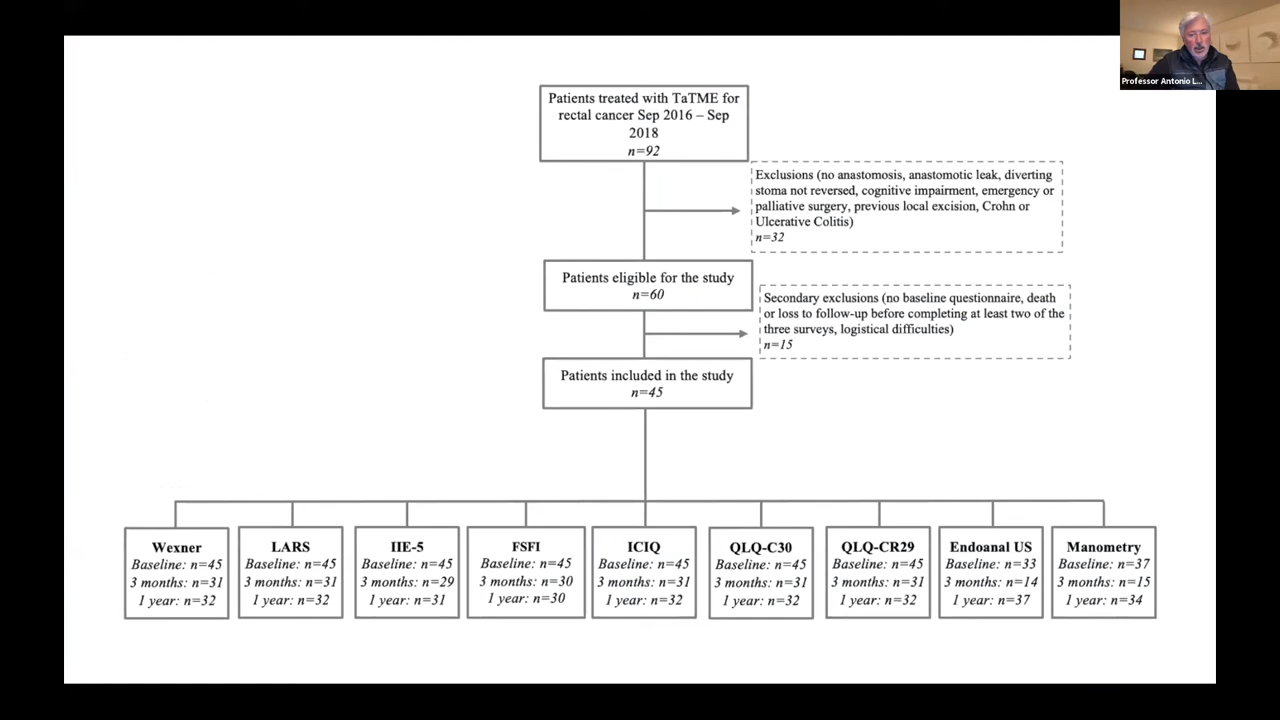 Professor Antonio L...
Patients treated with TaTME for
rectal cancer Sep 2016 – Sep
2018
n=92
Exclusions (no anastomosis, anastomotic leak, diverting
stoma not reversed, cognitive impairment, emergency or
palliative surgery, previous local excision, Crohn or
Ulcerative Colitis)
n=32
Patients eligible for the study
n=60
Secondary exclusions (no baseline questionnaire, death
or loss to follow-up before completing at least two of the
three surveys, logistical difficulties)
n=15
Patients included in the study
n=45
Wexner
Baseline: n=45
3 months: n=31
1 year: n=32
LARS
Baseline: n=45
3 months: n=31
1 year: n=32
IIE-5
Baseline: n=45
3 months: n=29
1 year: n=31
FSFI
Baseline: n=45
3 months: n=30
1 year: n=30
ICIQ
Baseline: n=45
3 months: n=31
1 year: n=32
QLQ-C30
Baseline: n=45
3 months: n=31
1 year: n=32
QLQ-CR29
Baseline: n=45
3 months: n=31
1 year: n=32
Endoanal US
Baseline: n=33
3 months: n=14
1 year: n=37
Manometry
Baseline: n=37
3 months: n=15
1 year: n=34